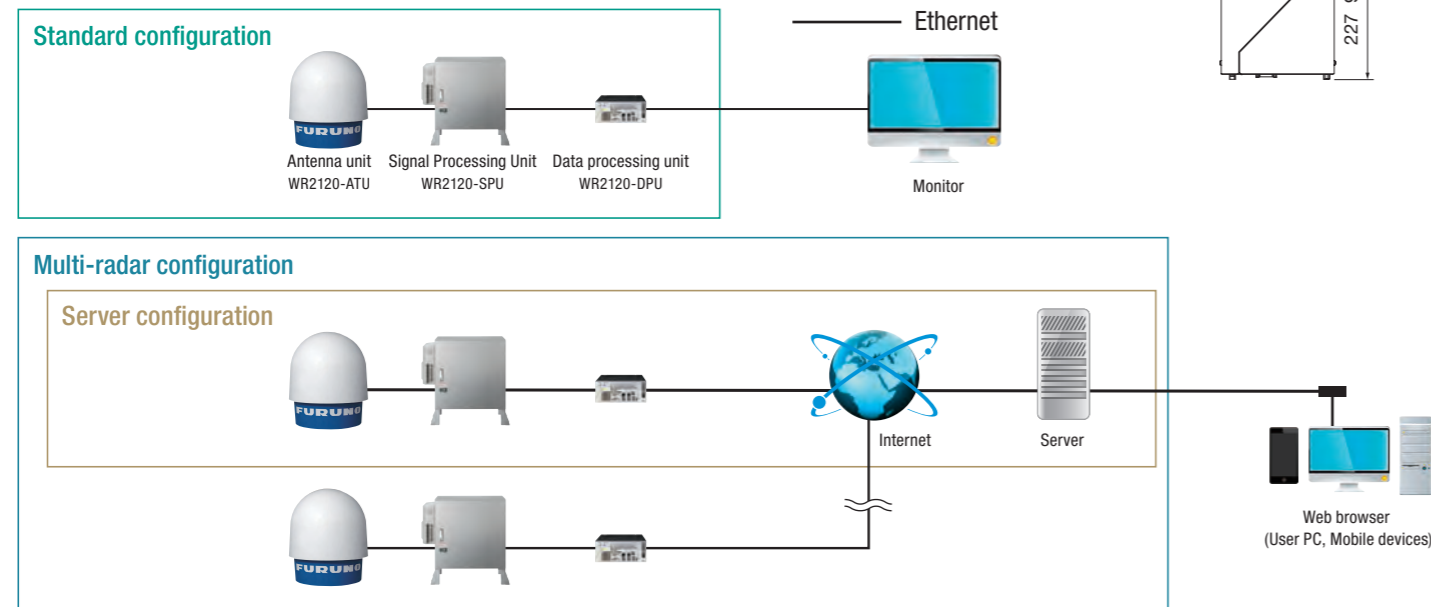 Standard configuration
Ethernet
227
FURUNO
Antenna unit
WR2120-ATU
Signal Processing Unit
WR2120-SPU
Data processing unit
WR2120-DPU
Monitor
Multi-radar configuration
Server configuration
FURUNO
Internet
Server
FURUNO
Web browser
(User PC, Mobile devices)